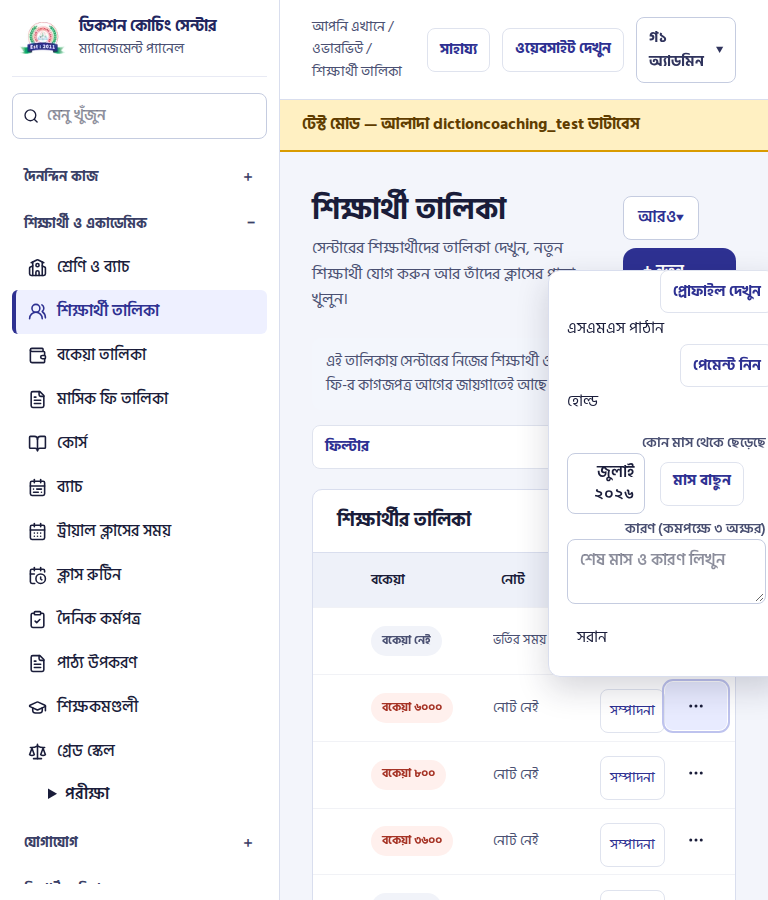 ডিকশন কোচিং সেন্টার
ম্যানেজমেন্ট প্যানেল
মেনু খুঁজুন
দৈনন্দিন কাজ
+
শিক্ষার্থী ও একাডেমিক
−
শ্রেণি ও ব্যাচ
শিক্ষার্থী তালিকা
বকেয়া তালিকা
মাসিক ফি তালিকা
কোর্স
ব্যাচ
ট্রায়াল ক্লাসের সময়
ক্লাস রুটিন
দৈনিক কর্মপত্র
পাঠ্য উপকরণ
শিক্ষকমণ্ডলী
গ্রেড স্কেল
পরীক্ষা
যোগাযোগ
+
আপনি এখানে /
ওভারভিউ /
শিক্ষার্থী তালিকা
সাহায্য
ওয়েবসাইট দেখুন
গ১
অ্যাডমিন
টেস্ট মোড — আলাদা dictioncoaching_test ডাটাবেস
শিক্ষার্থী তালিকা
সেন্টারের শিক্ষার্থীদের তালিকা দেখুন, নতুন
শিক্ষার্থী যোগ করুন আর তাঁদের ক্লাসের
খুলুন।
আরও
এই তালিকায় সেন্টারের নিজের শিক্ষার্থী
ফি-র কাগজপত্র আগের জায়গাতেই আছে
ফিল্টার
শিক্ষার্থীর তালিকা
বকেয়া
নোট
বকেয়া নেই
ভর্তির সময়
বকেয়া ৬০০০
নোট নেই
সম্পাদনা
...
বকেয়া ৮০০
নোট নেই
সম্পাদনা
...
বকেয়া ৩৬০০
নোট নেই
সম্পাদনা
...
প্রোফাইল দেখুন
এসএমএস পাঠান
পেমেন্ট নিন
হোল্ড
কোন মাস থেকে ছেড়েছে
জুলাই
২০২৬
মাস বাছুন
কারণ (কমপক্ষে ৩ অক্ষর)
শেষ মাস ও কারণ লিখুন
সরান